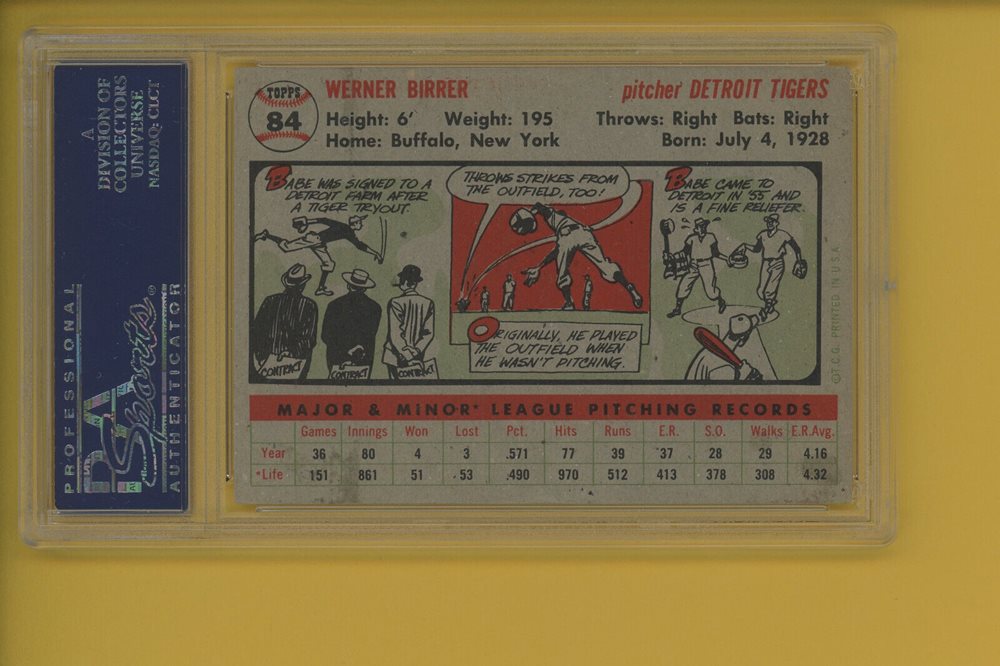 A
DIVISION OF
COLLECTORS
UNIVERSE
NASDAQ: CLCT
PROFESSIONAL
PSA
Sports
AUTHENTICATOR
®
TOPPS
84
WERNER BIRRER
pitcher DETROIT TIGERS
Height: 6' Weight: 195 Throws: Right Bats: Right
Home: Buffalo, New York Born: July 4, 1928
BABE WAS SIGNED TO A
DETROIT FARM AFTER
A TIGER TRYOUT.
CONTRACT
CONTRACT
CONTRACT
THROWS STRIKES FROM
THE OUTFIELD, TOO!
ORIGINALLY, HE PLAYED
THE OUTFIELD WHEN
HE WASN'T PITCHING.
BABE CAME TO
DETROIT IN '55 AND
IS A FINE RELIEFER.
©T.C.G. PRINTED IN U.S.A.
MAJOR & MINOR* LEAGUE PITCHING RECORDS
Games Innings Won Lost Pct. Hits Runs E.R. S.O. Walks E.R.Avg.
Year 36 80 4 3 .571 77 39 37 28 29 4.16
*Life 151 861 51 53 .490 970 512 413 378 308 4.32